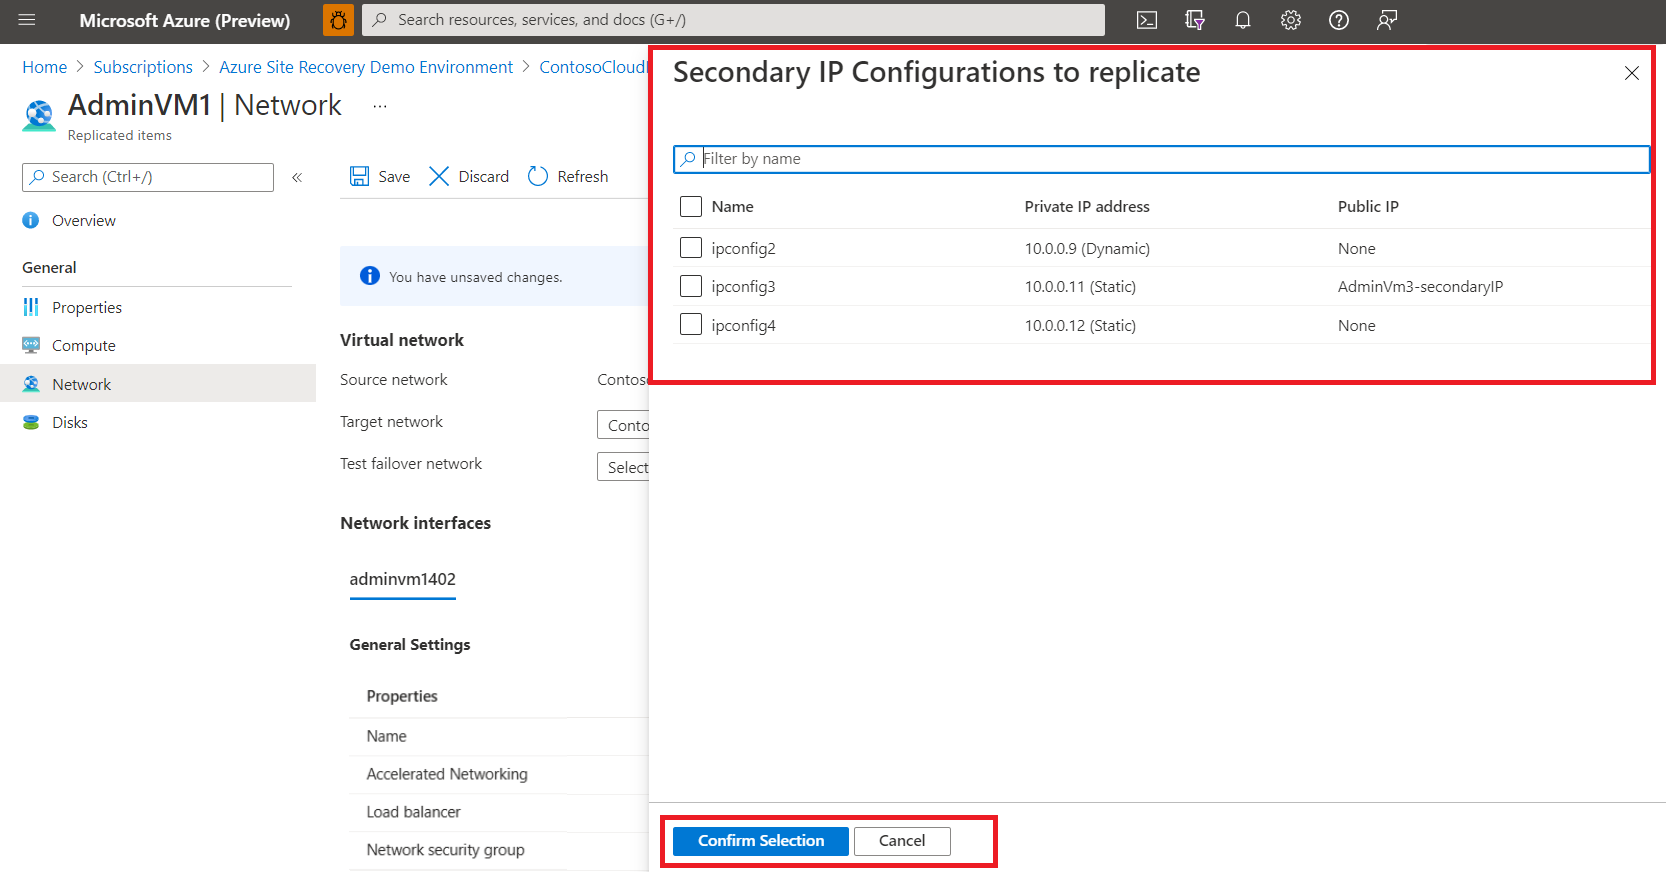 Microsoft Azure (Preview)
Search resources, services, and docs (G+/)
Home > Subscriptions > Azure Site Recovery Demo Environment >
AdminVM1 | Network ...
Replicated items
Search (Ctrl+/)
«
Overview
General
Properties
Compute
Network
Disks
Save
Discard
Refresh
You have unsaved changes.
Virtual network
Source network
Target network
Test failover network
Select
Network interfaces
adminvm1402
General Settings
Properties
Name
Accelerated Networking
Load balancer
Network security group
Secondary IP Configurations to replicate
Filter by name
Name Private IP address Public IP
ipconfig2 10.0.0.9 (Dynamic) None
ipconfig3 10.0.0.11 (Static) AdminVm3-secondaryIP
ipconfig4 10.0.0.12 (Static) None
Confirm Selection
Cancel